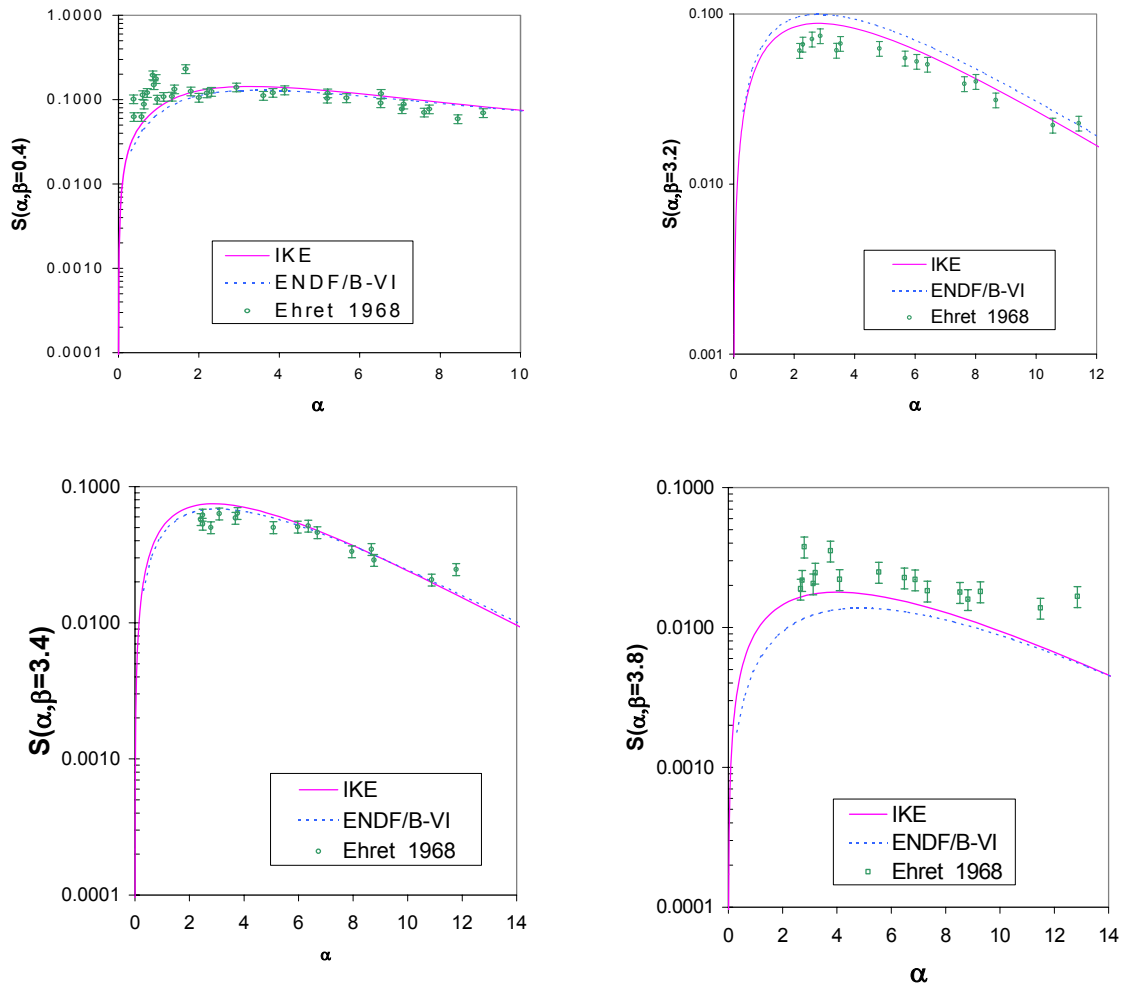 1.0000
0.1000
0.0100
0.0010
0.0001
S(α,β=0.4)
IKE
ENDF/B-VI
Ehret 1968
0 2 4 6 8 10
α
0.100
0.010
0.001
S(α,β=3.2)
IKE
ENDF/B-VI
Ehret 1968
0 2 4 6 8 10 12
α
0.1000
0.0100
0.0010
0.0001
S(α,β=3.4)
IKE
ENDF/B-VI
Ehret 1968
0 2 4 6 8 10 12 14
α
0.1000
0.0100
0.0010
0.0001
S(α,β=3.8)
IKE
ENDF/B-VI
Ehret 1968
0 2 4 6 8 10 12 14
α